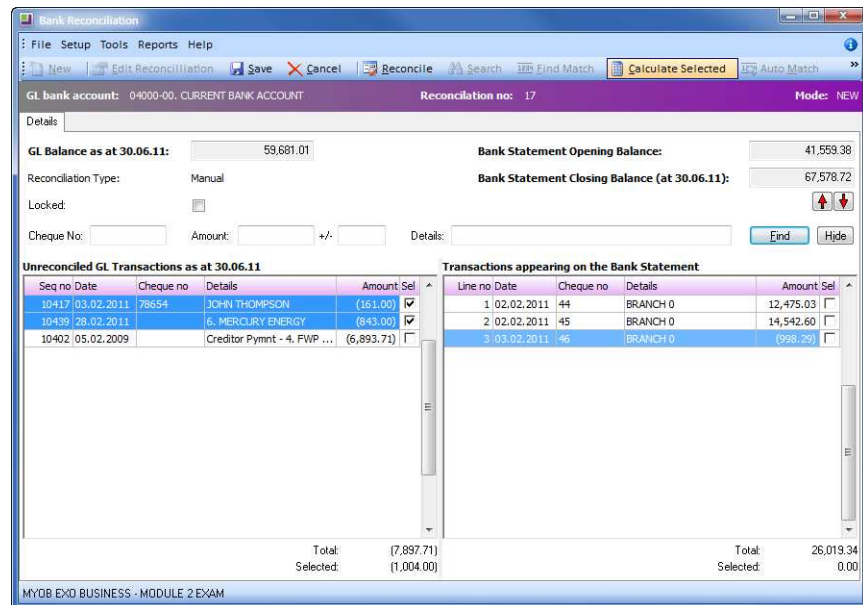 Bank Reconciliation
File Setup Tools Reports Help
New Edit Reconcilliation Save Cancel Reconcile Search Find Match Calculate Selected Auto Match »
GL bank account: 04000-00. CURRENT BANK ACCOUNT Reconcilation no: 17 Mode: NEW
Details
GL Balance as at 30.06.11: 59,681.01 Bank Statement Opening Balance: 41,559.38
Reconciliation Type: Manual Bank Statement Closing Balance (at 30.06.11): 67,578.72
Locked:
Cheque No: Amount: +/- Details: Find Hide
Unreconciled GL Transactions as at 30.06.11 Transactions appearing on the Bank Statement
Seq no Date Cheque no Details Amount Sel Line no Date Cheque no Details Amount Sel
10417 03.02.2011 78654 JOHN THOMPSON (161.00) 1 02.02.2011 44 BRANCH 0 12,475.03
10439 28.02.2011 6. MERCURY ENERGY (843.00) 2 02.02.2011 45 BRANCH 0 14,542.60
10402 05.02.2009 Creditor Pymnt - 4. FWP ... (6,893.71) 3 03.02.2011 46 BRANCH 0 (998.29)
Total: (7,897.71) Total: 26,019.34
Selected: (1,004.00) Selected: 0.00
MYOB EXO BUSINESS - MODULE 2 EXAM